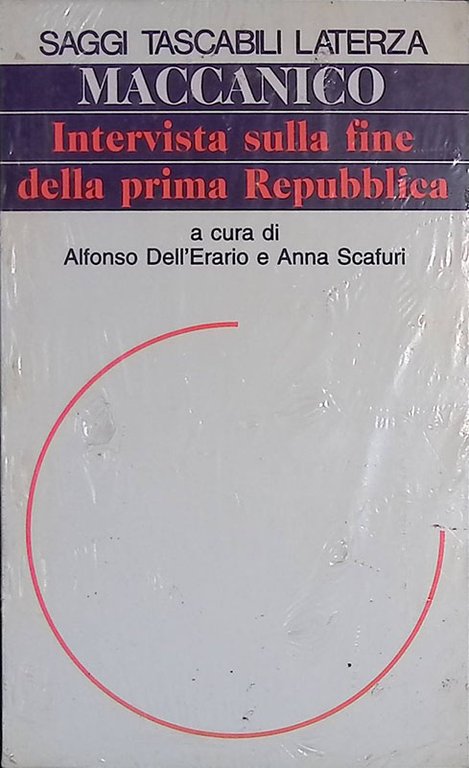 SAGGI TASCABILI LATERZA
MACCANICO
Intervista sulla fine
della prima Repubblica
a cura di
Alfonso Dell'Erario e Anna Scafuri